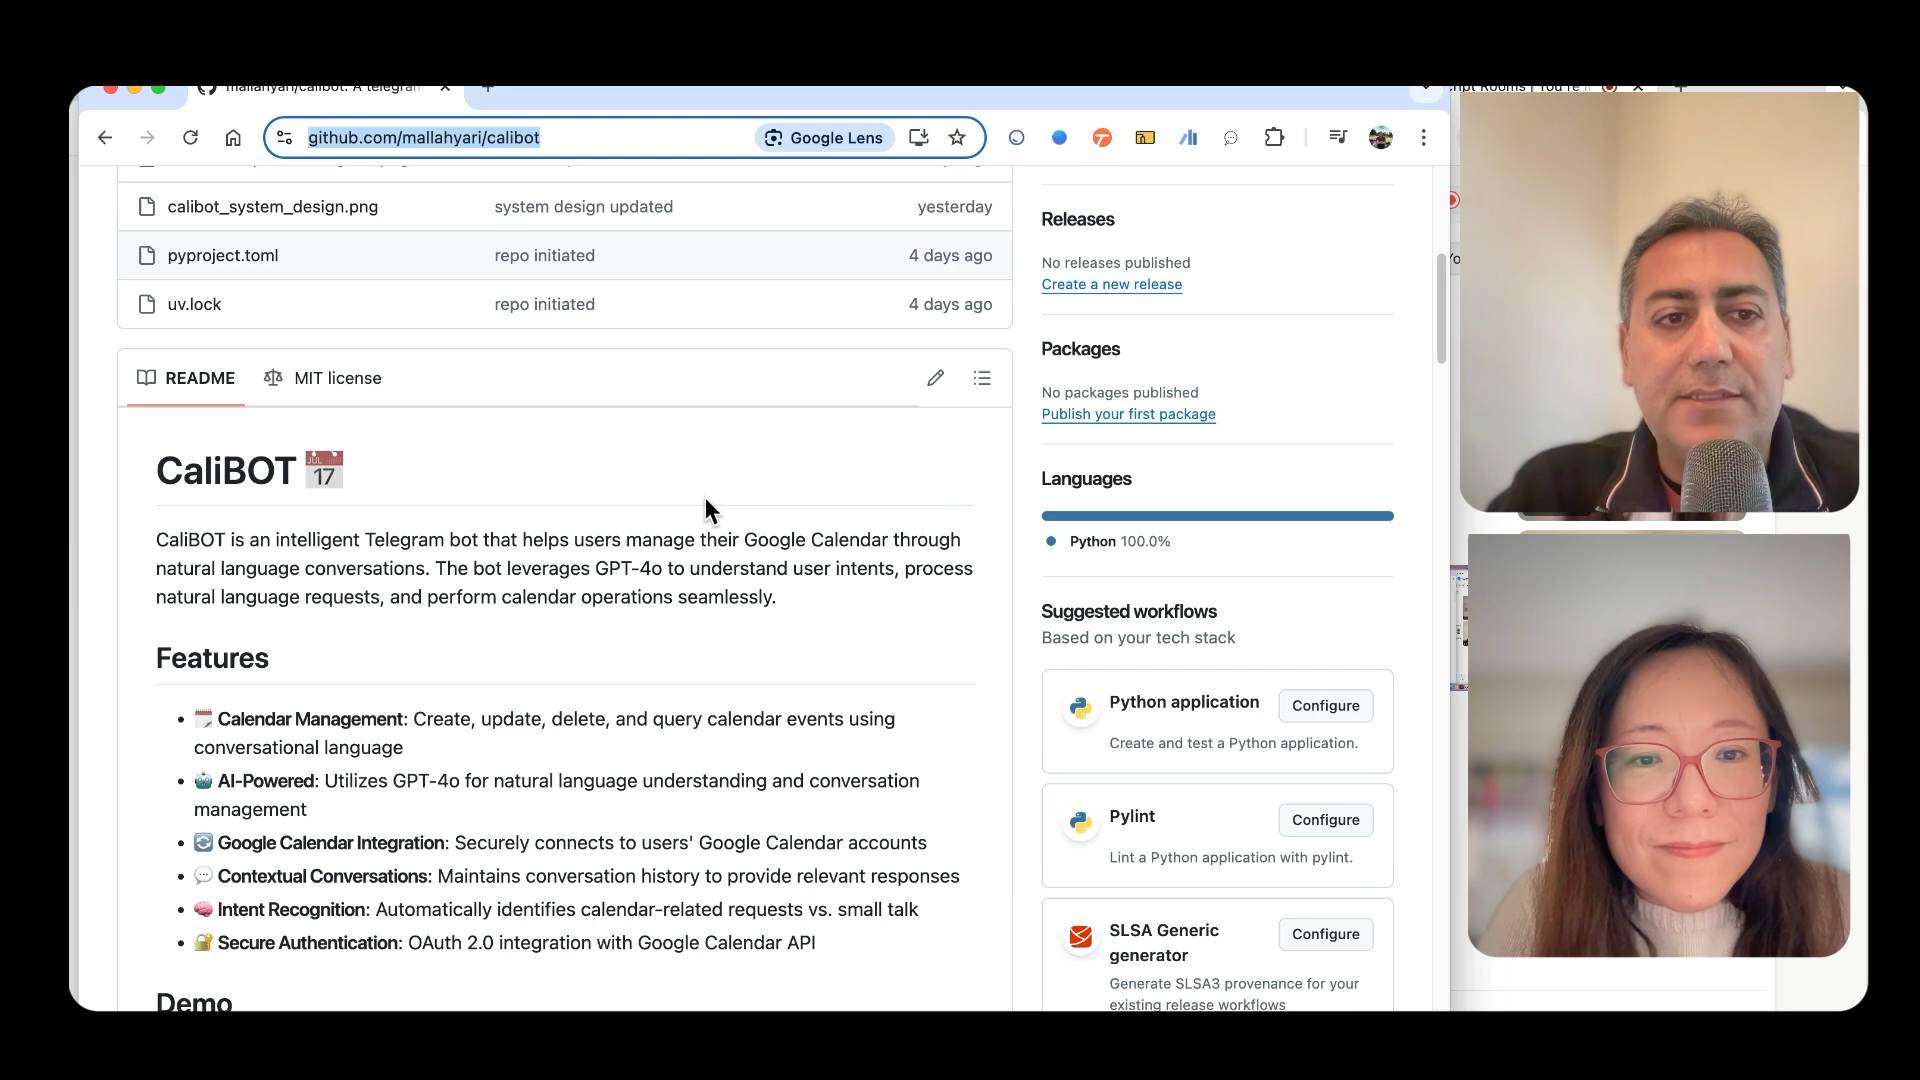 mallahyari/calibot: A telegram
ript Rooms | You're i
github.com/mallahyari/calibot
Google Lens
calibot_system_design.png system design updated yesterday
pyproject.toml repo initiated 4 days ago
uv.lock repo initiated 4 days ago
README MIT license
CaliBOT
JUL 17
CaliBOT is an intelligent Telegram bot that helps users manage their Google Calendar through
natural language conversations. The bot leverages GPT-4o to understand user intents, process
natural language requests, and perform calendar operations seamlessly.
Features
Calendar Management: Create, update, delete, and query calendar events using
conversational language
AI-Powered: Utilizes GPT-4o for natural language understanding and conversation
management
Google Calendar Integration: Securely connects to users' Google Calendar accounts
Contextual Conversations: Maintains conversation history to provide relevant responses
Intent Recognition: Automatically identifies calendar-related requests vs. small talk
Secure Authentication: OAuth 2.0 integration with Google Calendar API
Demo
Releases
No releases published
Create a new release
Packages
No packages published
Publish your first package
Languages
Python 100.0%
Suggested workflows
Based on your tech stack
Python application Configure
Create and test a Python application.
Pylint Configure
Lint a Python application with pylint.
SLSA Generic
generator Configure
Generate SLSA3 provenance for your
existing release workflows